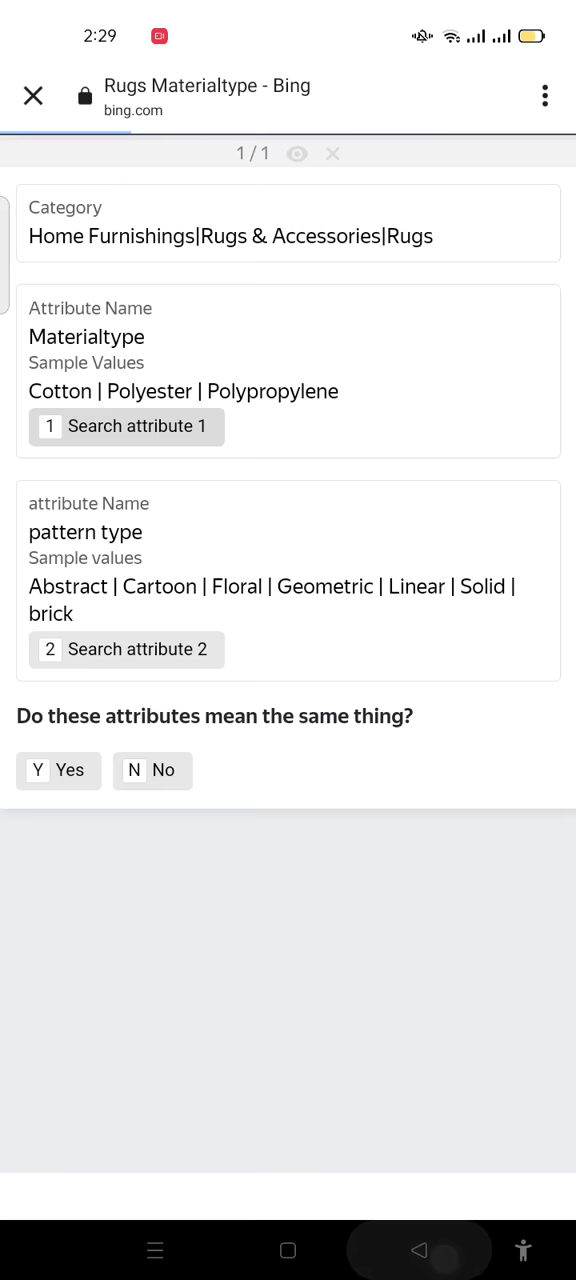 2:29
Rugs Materialtype - Bing
bing.com
1 / 1
Category
Home Furnishings|Rugs & Accessories|Rugs
Attribute Name
Materialtype
Sample Values
Cotton | Polyester | Polypropylene
1 Search attribute 1
attribute Name
pattern type
Sample values
Abstract | Cartoon | Floral | Geometric | Linear | Solid |
brick
2 Search attribute 2
Do these attributes mean the same thing?
Y Yes N No